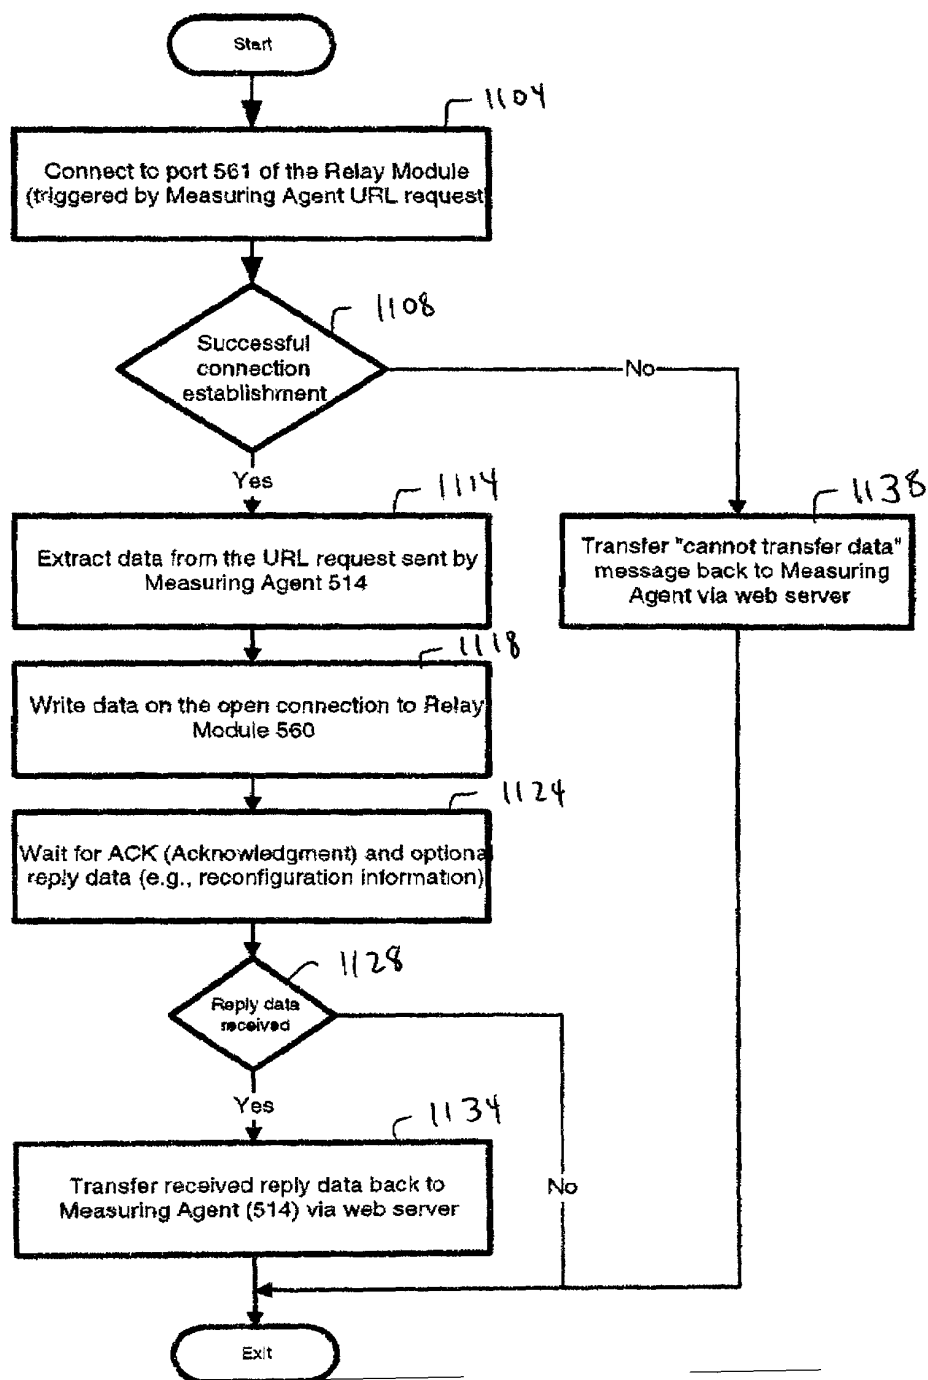 Start
1104
Connect to port 561 of the Relay Module
(triggered by Measuring Agent URL request
1108
Successful
connection
establishment
No
Yes
1114
1138
Extract data from the URL request sent by
Measuring Agent 514
Transfer "cannot transfer data"
message back to Measuring
Agent via web server
1118
Write data on the open connection to Relay
Module 560
1124
Wait for ACK (Acknowledgment) and optiona
reply data (e.g., reconfiguration information)
1128
Reply data
received
Yes
1134
Transfer received reply data back to
Measuring Agent (514) via web server
No
Exit